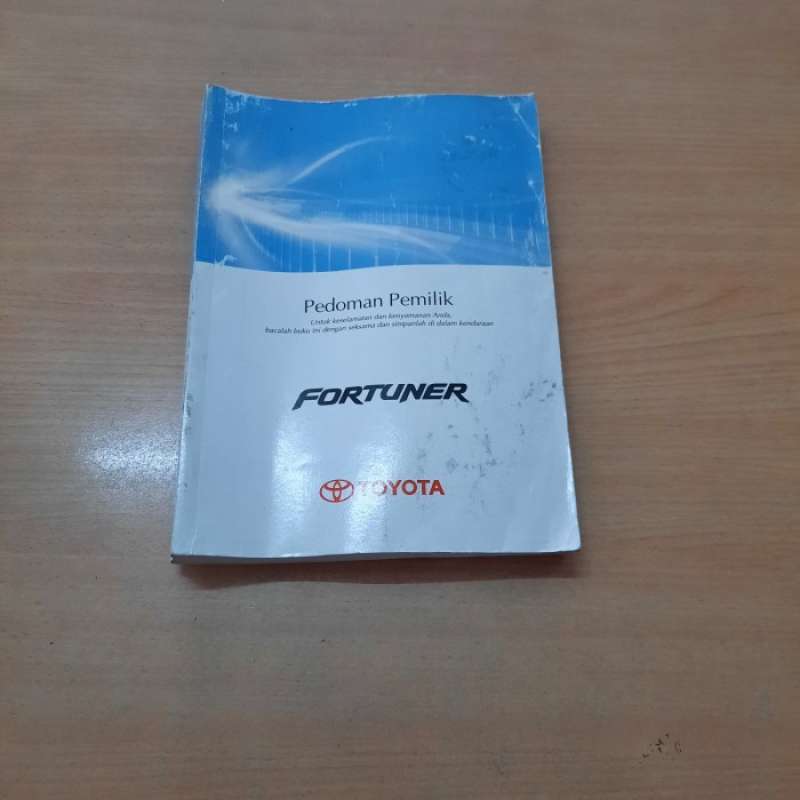 Pedoman Pemilik
Untuk keselamatan dan kenyamanan Anda,
bacalah buku ini dengan seksama dan simpanlah di dalam kendaraan
FORTUNER
TOYOTA